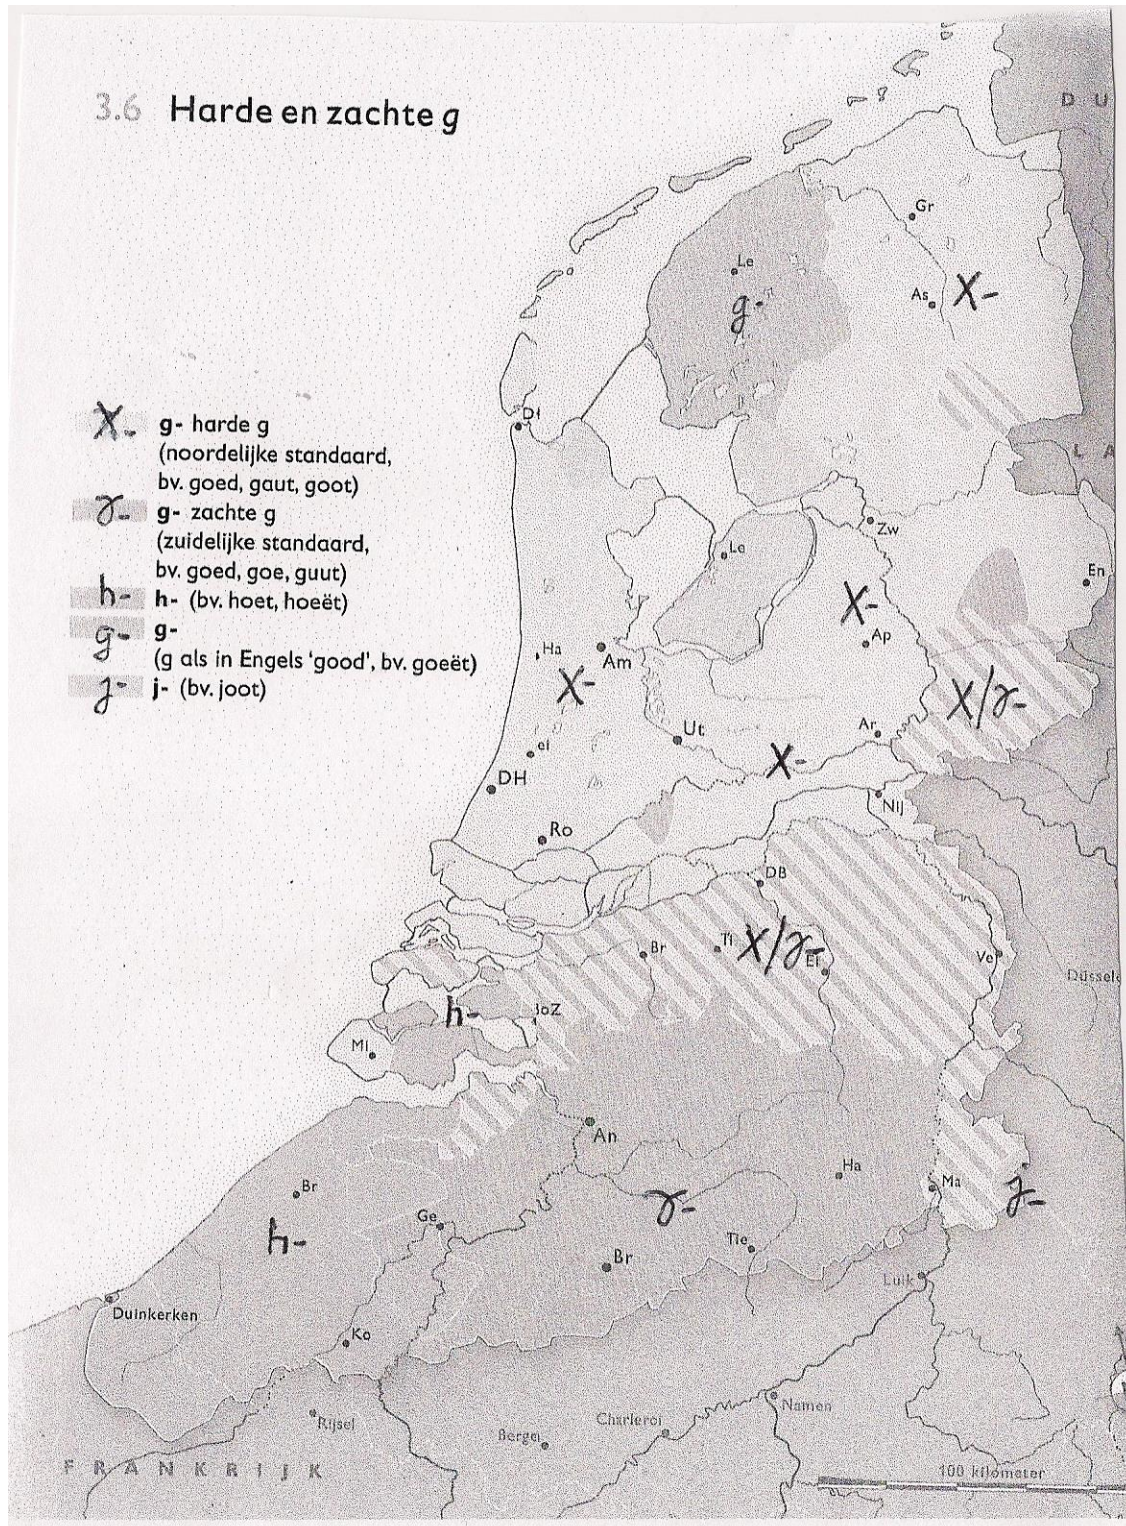 3.6 Harde en zachte g
X- g- harde g
(noordelijke standaard,
bv. goed, gaut, goot)
ɣ- g- zachte g
(zuidelijke standaard,
bv. goed, goe, guut)
h- h- (bv. hoet, hoeët)
g- g-
(g als in Engels 'good', bv. goeët)
j- j- (bv. joot)
D U
Gr
Le
g-
As
X-
DH
L A
Zw
Le
En
X-
Ap
Ha
Am
X-
X/ɣ-
Ut
Ar
X-
DH
Nij
Ro
DB
Br
Ti
X/ɣ-
Ei
Ve
Düssel
h-
BoZ
Mi
An
Br
Ha
Ma
j-
ɣ-
Ge
h-
Tie
Br
Luik
Duinkerken
Ko
Namen
Rijsel
Charleroi
Bergen
F R A N K R I J K
100 kilometer